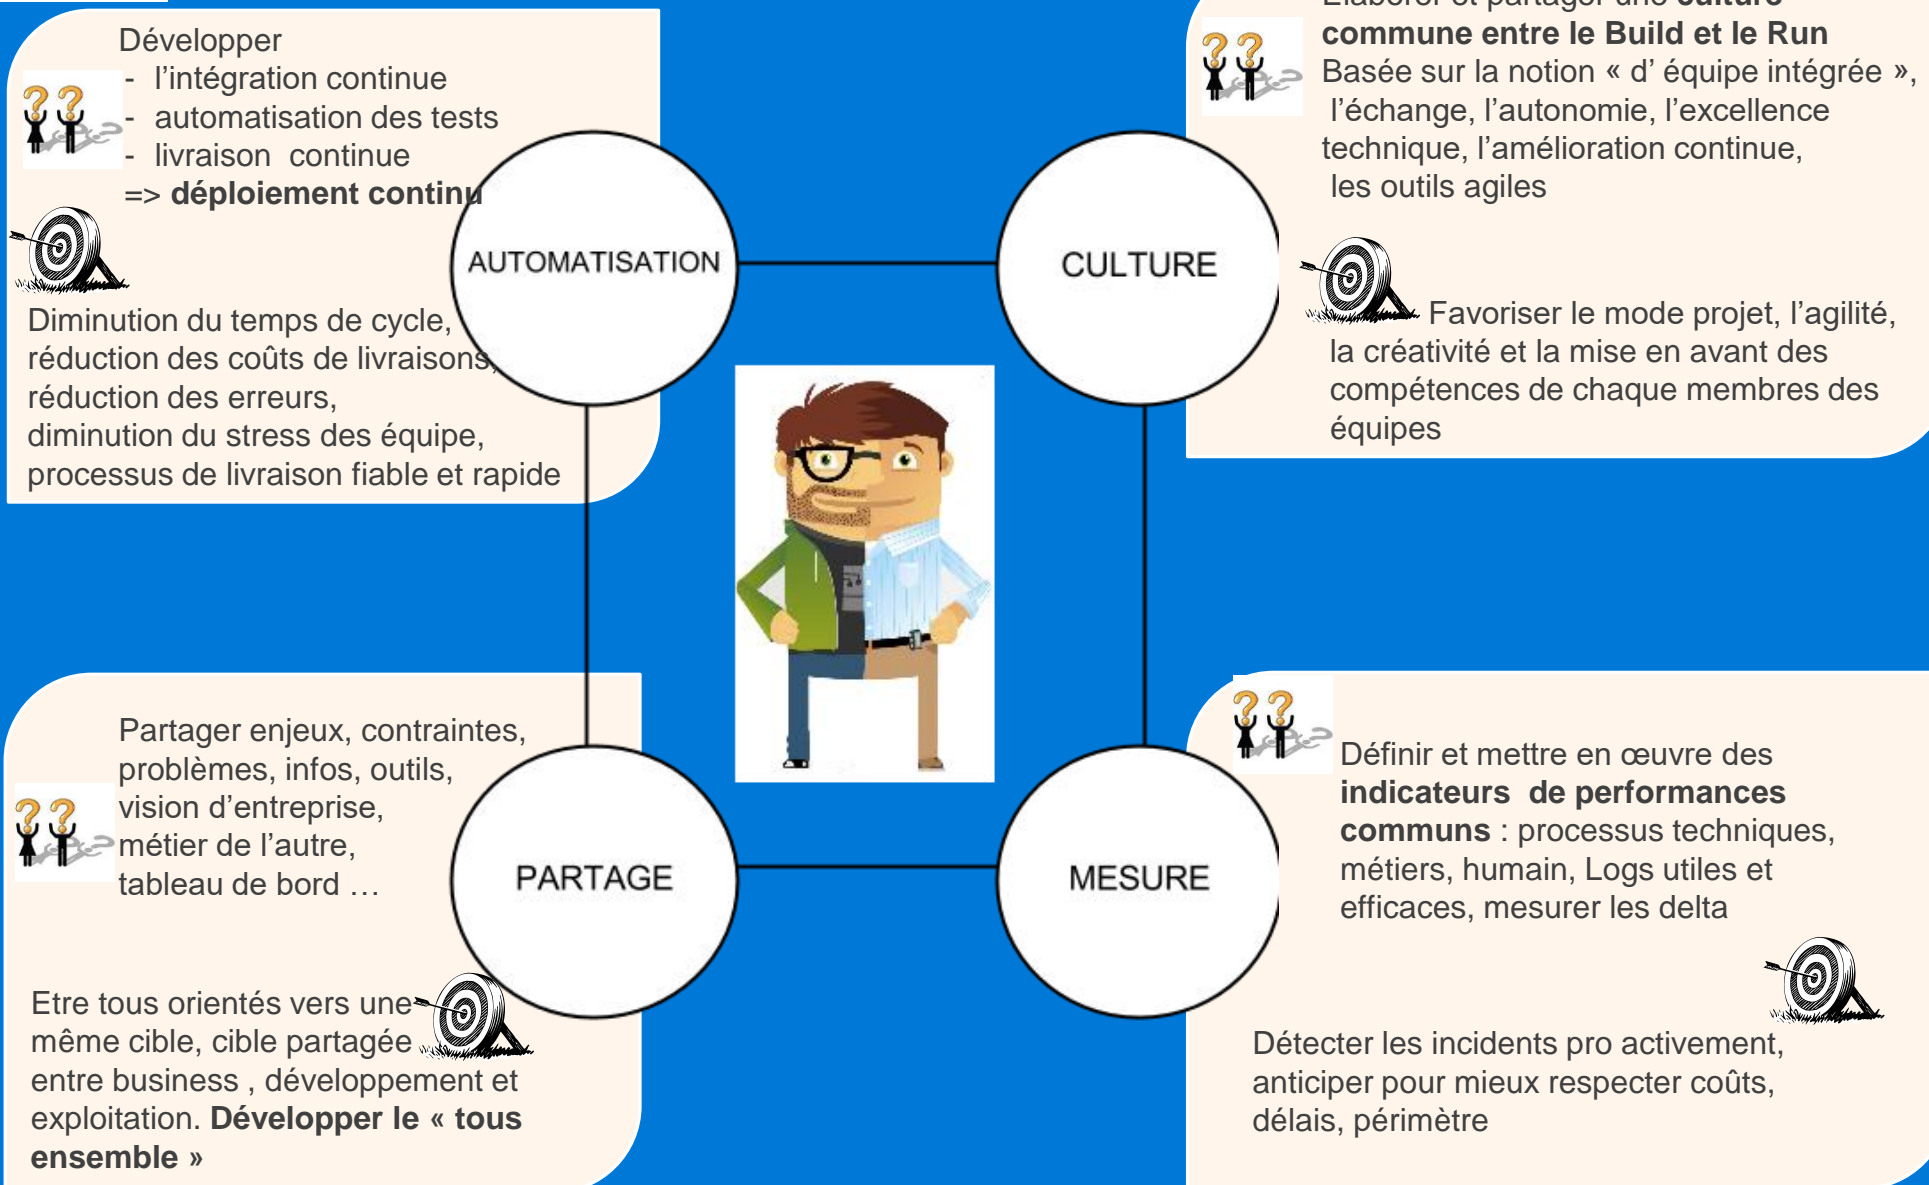 Développer
- l’intégration continue
- automatisation des tests
- livraison  continue
=> déploiement continu
Diminution du temps de cycle,
réduction des coûts de livraisons,
réduction des erreurs,
diminution du stress des équipe,
processus de livraison fiable et rapide
AUTOMATISATION
Elaborer et partager une culture
commune entre le Build et le Run
Basée sur la notion « d’ équipe intégrée »,
l’échange, l’autonomie, l’excellence
technique, l’amélioration continue,
les outils agiles
CULTURE
Favoriser le mode projet, l’agilité,
la créativité et la mise en avant des
compétences de chaque membres des
équipes
Partager enjeux, contraintes,
problèmes, infos, outils,
vision d’entreprise,
métier de l’autre,
tableau de bord …
PARTAGE
Etre tous orientés vers une
même cible, cible partagée
entre business , développement et
exploitation. Développer le « tous
ensemble »
MESURE
Définir et mettre en œuvre des
indicateurs  de performances
communs : processus techniques,
métiers, humain, Logs utiles et
efficaces, mesurer les delta
Détecter les incidents pro activement,
anticiper pour mieux respecter coûts,
délais, périmètre